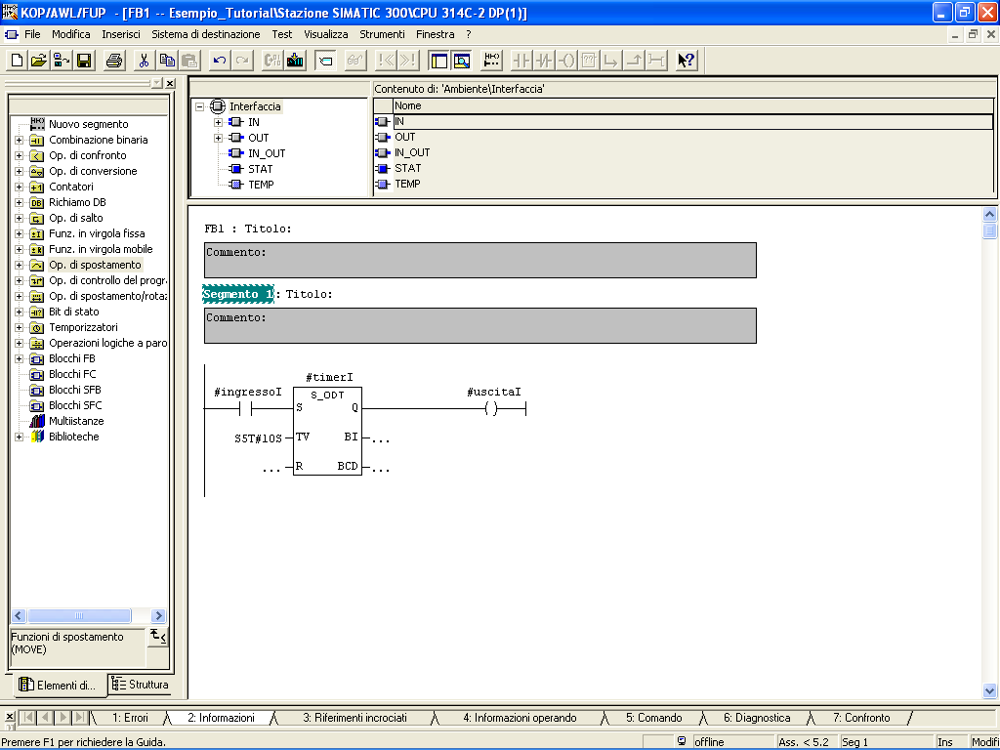 KOP/AWL/FUP - [FB1 -- Esempio_Tutorial\Stazione SIMATIC 300\CPU 314C-2 DP(1)]
File Modifica Inserisci Sistema di destinazione Test Visualizza Strumenti Finestra ?
Nuovo segmento
Combinazione binaria
Op. di confronto
Op. di conversione
Contatori
Richiamo DB
Op. di salto
Funz. in virgola fissa
Funz. in virgola mobile
Op. di spostamento
Op. di controllo del progra
Op. di spostamento/rotaz
Bit di stato
Temporizzatori
Operazioni logiche a paro
Blocchi FB
Blocchi FC
Blocchi SFB
Blocchi SFC
Multiistanze
Biblioteche
Funzioni di spostamento
(MOVE)
Elementi di...
Struttura
Interfaccia
IN
OUT
IN_OUT
STAT
TEMP
Contenuto di: 'Ambiente\Interfaccia'
Nome
IN
OUT
IN_OUT
STAT
TEMP
FB1 : Titolo:
Commento:
Segmento 1: Titolo:
Commento:
#timerI
#ingressoI S_ODT #uscitaI
S Q
S5T#10S TV BI ...
... R BCD ...
1: Errori 2: Informazioni 3: Riferimenti incrociati 4: Informazioni operando 5: Comando 6: Diagnostica 7: Confronto
Premere F1 per richiedere la Guida.
offline
Ass. < 5.2
Seg 1
Ins
Modifi